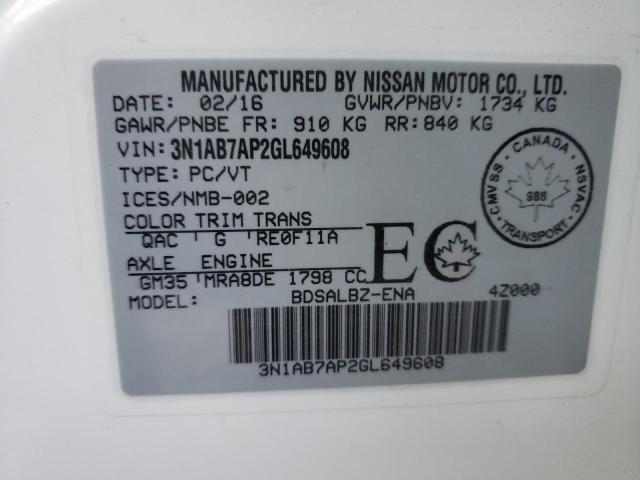 MANUFACTURED BY NISSAN MOTOR CO., LTD.
DATE: 02/16 GVWR/PNBV: 1734 KG
GAWR/PNBE FR: 910 KG RR: 840 KG
VIN: 3N1AB7AP2GL649608
TYPE: PC/VT
ICES/NMB-002
COLOR TRIM TRANS
QAC G RE0F11A
AXLE ENGINE
GM35 MRA8DE 1798 CC
MODEL: BDSALBZ-ENA 4Z000
EC
CANADA
CMVSS NSVAC
986
TRANSPORT
3N1AB7AP2GL649608